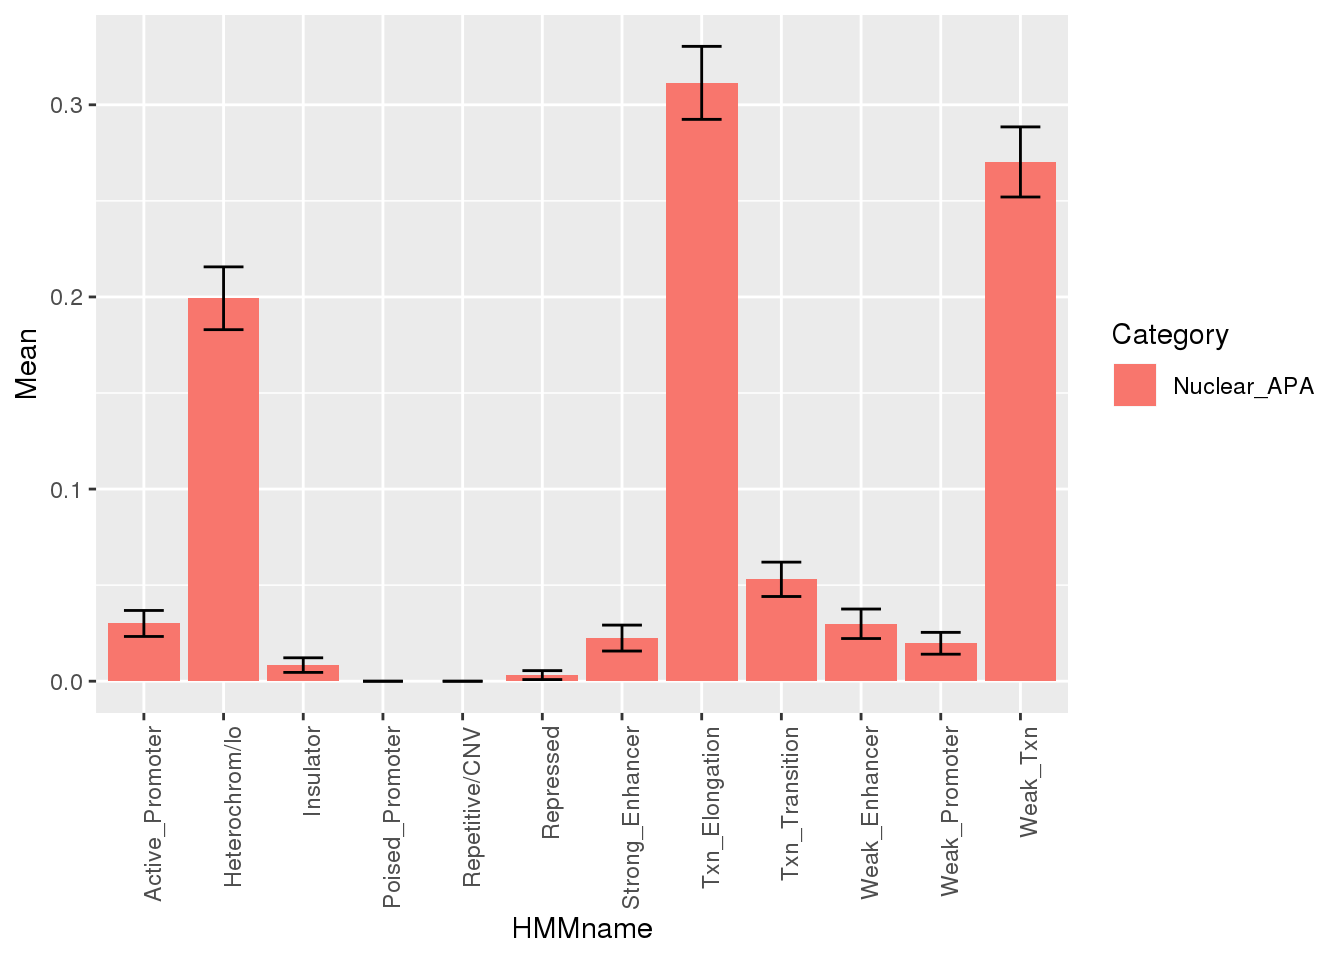 Mean
0.3
0.2
0.1
0.0
Active_Promoter
Heterochrom/lo
Insulator
Poised_Promoter
Repetitive/CNV
Repressed
Strong_Enhancer
Txn_Elongation
Txn_Transition
Weak_Enhancer
Weak_Promoter
Weak_Txn
HMMname
Category
Nuclear_APA